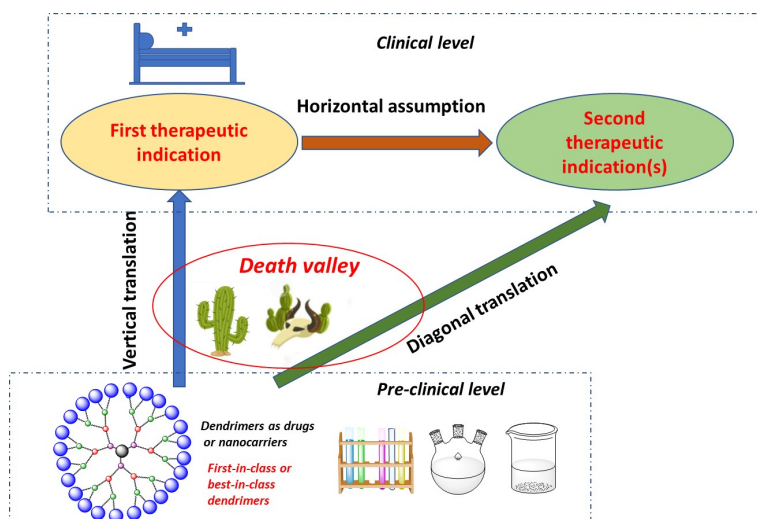 Clinical level
Horizontal assumption
First therapeutic
indication
Second
therapeutic
indication(s)
Vertical translation
Death valley
Diagonal translation
Pre-clinical level
Dendrimers as drugs
or nanocarriers
First-in-class or
best-in-class
dendrimers